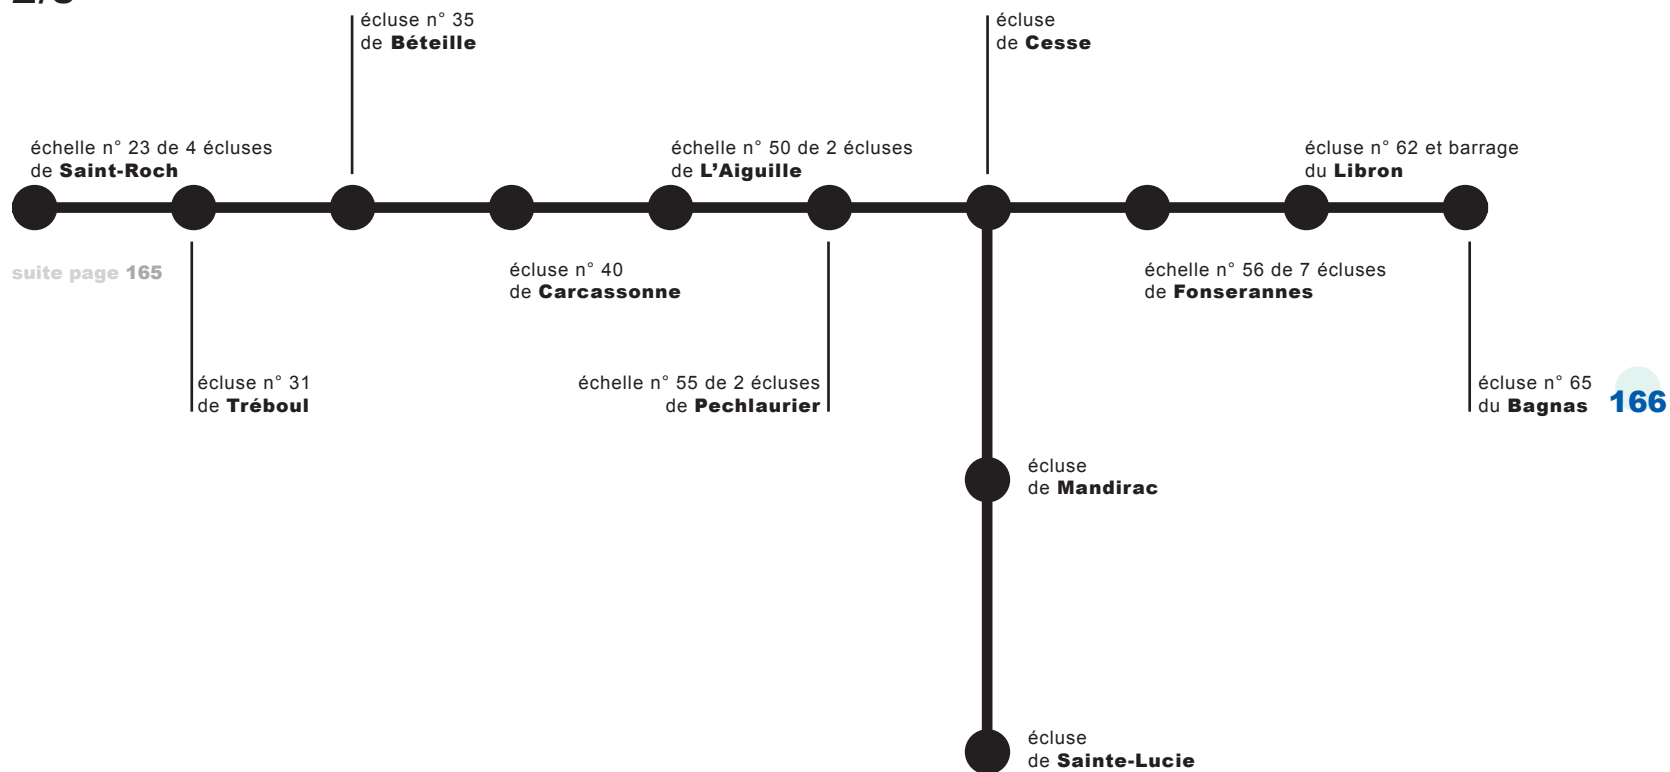 écluse n° 35
de Béteille
écluse
de Cesse
échelle n° 23 de 4 écluses
de Saint-Roch
échelle n° 50 de 2 écluses
de L'Aiguille
écluse n° 62 et barrage
du Libron
suite page 165
écluse n° 40
de Carcassonne
échelle n° 56 de 7 écluses
de Fonserannes
écluse n° 31
de Tréboul
échelle n° 55 de 2 écluses
de Pechlaurier
écluse n° 65
du Bagnas
166
écluse
de Mandirac
écluse
de Sainte-Lucie